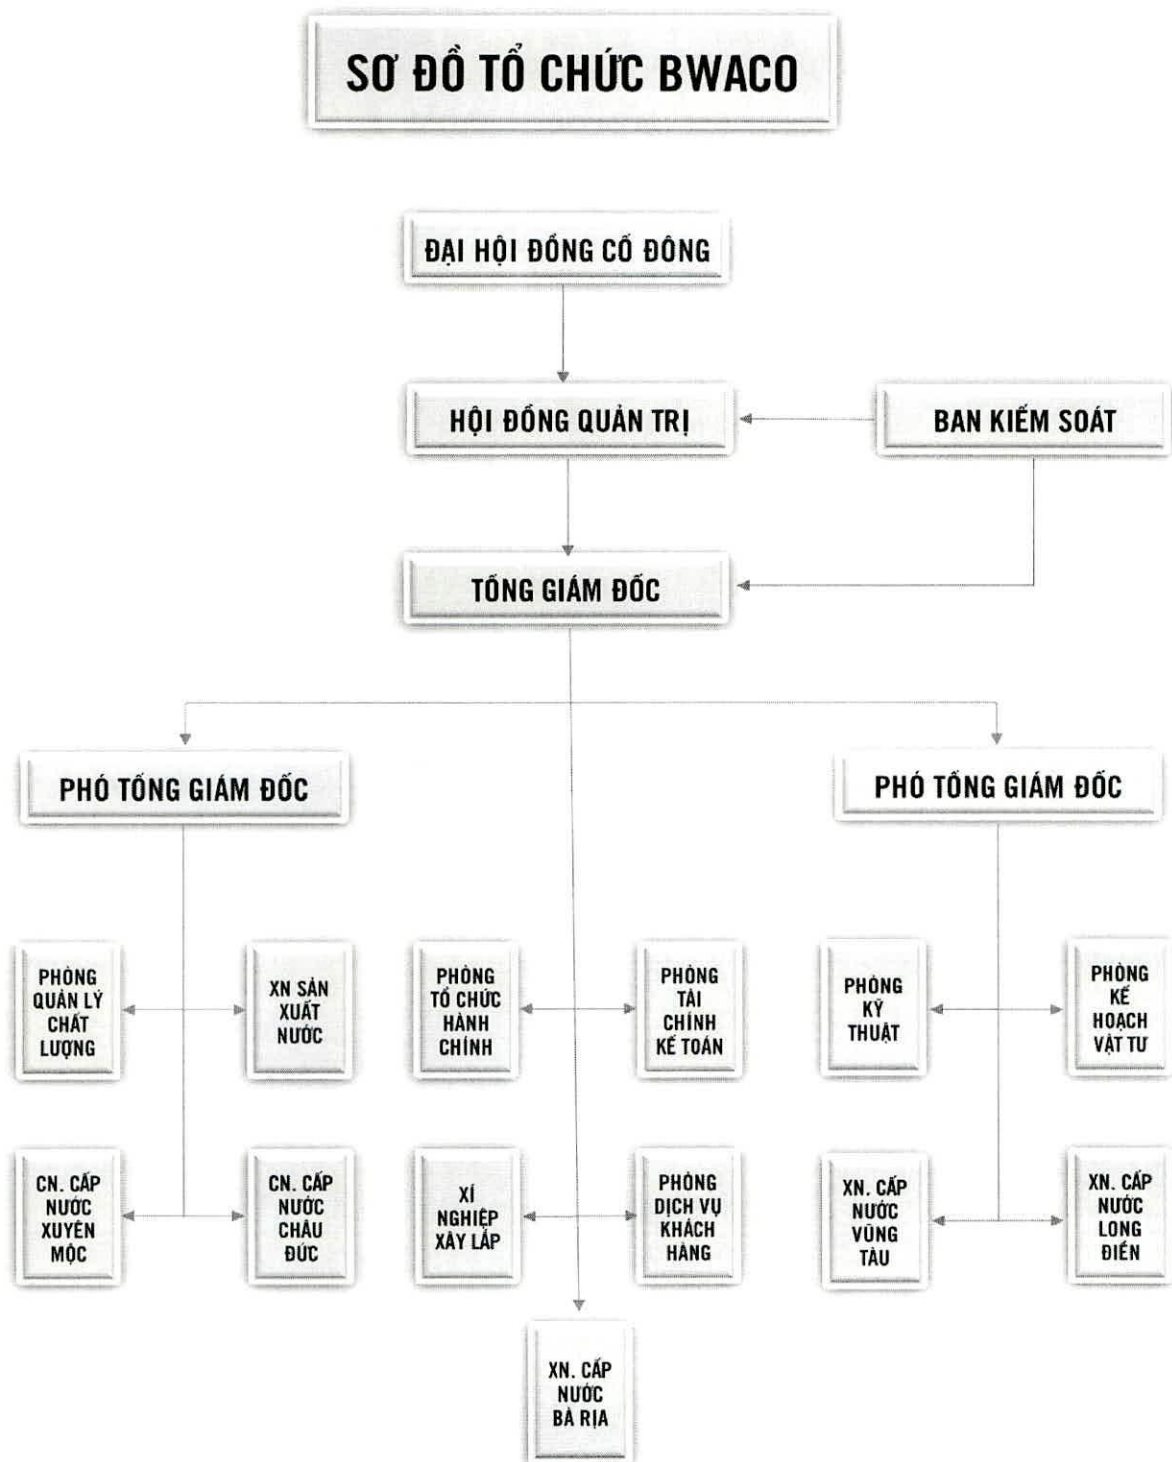 SƠ ĐỒ TỔ CHỨC BWACO
ĐẠI HỘI ĐỒNG CỔ ĐÔNG
HỘI ĐỒNG QUẢN TRỊ
BAN KIỂM SOÁT
TỔNG GIÁM ĐỐC
PHÓ TỔNG GIÁM ĐỐC
PHÓ TỔNG GIÁM ĐỐC
PHÒNG
QUẢN LÝ
CHẤT
LƯỢNG
XN SẢN
XUẤT
NƯỚC
PHÒNG
TỔ CHỨC
HÀNH
CHÍNH
PHÒNG
TÀI
CHÍNH
KẾ TOÁN
PHÒNG
KỸ
THUẬT
PHÒNG
KẾ
HOẠCH
VẬT TƯ
CN. CẤP
NƯỚC
XUYÊN
MỘC
CN. CẤP
NƯỚC
CHÂU
ĐỨC
XÍ
NGHIỆP
XÂY LẮP
PHÒNG
DỊCH VỤ
KHÁCH
HÀNG
XN. CẤP
NƯỚC
VŨNG
TÀU
XN. CẤP
NƯỚC
LONG
ĐIỀN
XN. CẤP
NƯỚC
BÀ RỊA